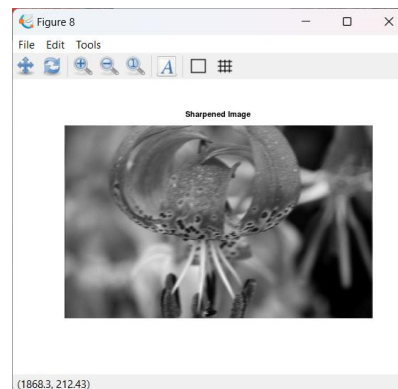 Figure 8
File Edit Tools
A
Sharpened Image
(1868.3, 212.43)